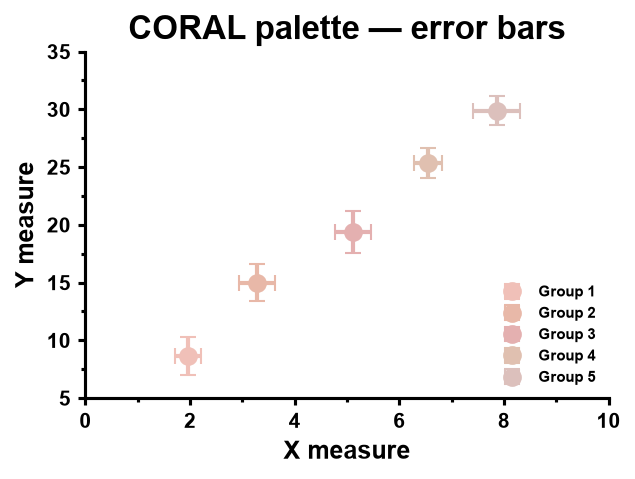 CORAL palette — error bars
35
30
25
20
15
10
5
Y measure
0 2 4 6 8 10
X measure
Group 1
Group 2
Group 3
Group 4
Group 5